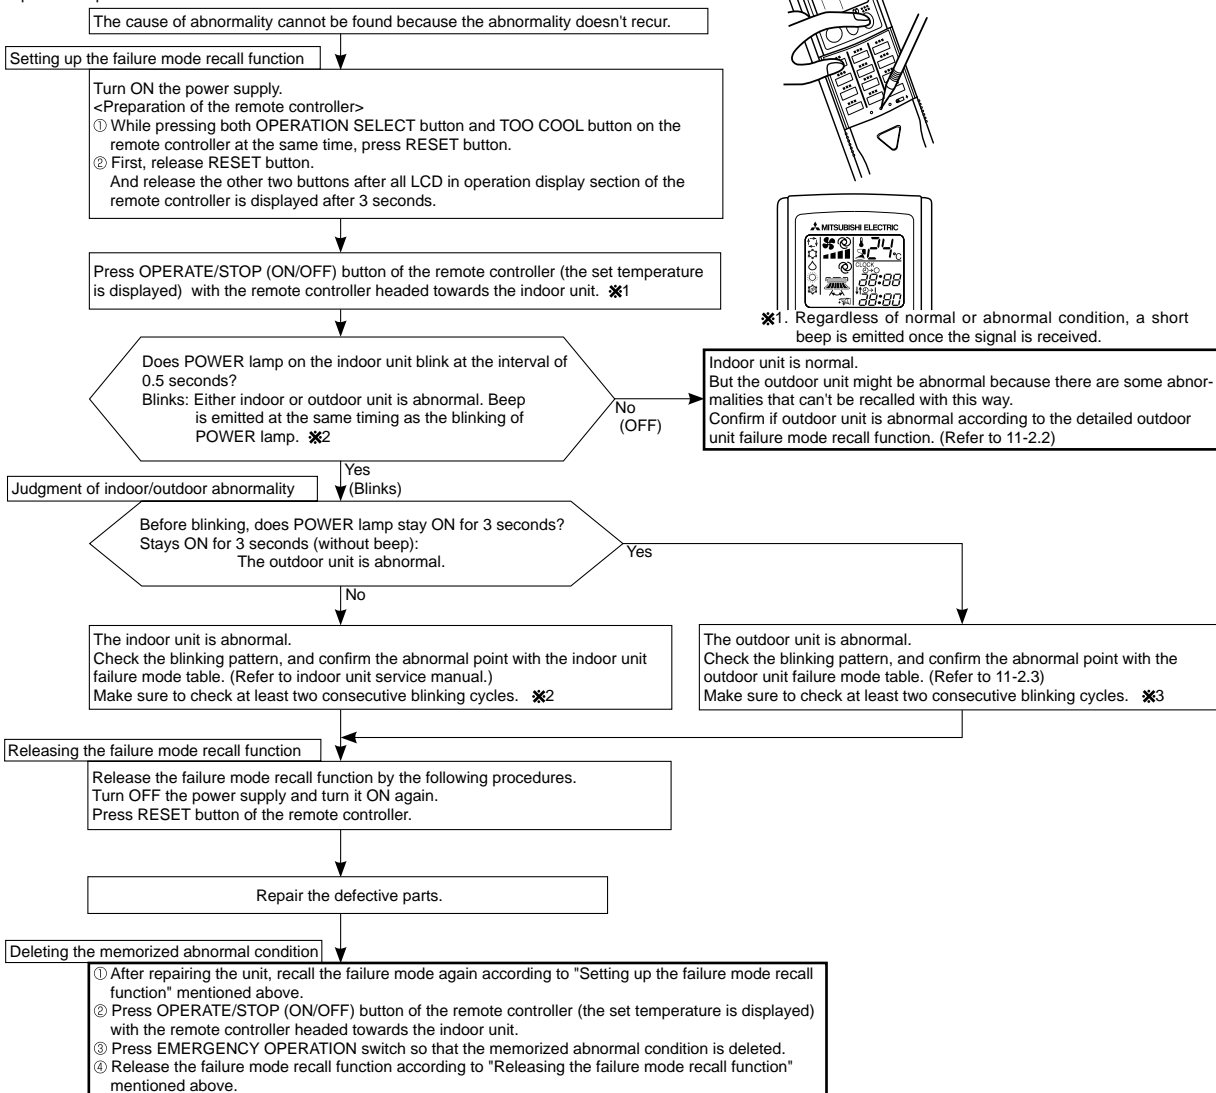 The cause of abnormality cannot be found because the abnormality doesn't recur.
Setting up the failure mode recall function
Turn ON the power supply.
<Preparation of the remote controller>
① While pressing both OPERATION SELECT button and TOO COOL button on the
remote controller at the same time, press RESET button.
② First, release RESET button.
And release the other two buttons after all LCD in operation display section of the
remote controller is displayed after 3 seconds.
MITSUBISHI ELECTRIC
24°C
CLOCK
88:88
88:80
Press OPERATE/STOP (ON/OFF) button of the remote controller (the set temperature
is displayed) with the remote controller headed towards the indoor unit. ※1
※1. Regardless of normal or abnormal condition, a short
beep is emitted once the signal is received.
Does POWER lamp on the indoor unit blink at the interval of
0.5 seconds?
Blinks: Either indoor or outdoor unit is abnormal. Beep
is emitted at the same timing as the blinking of
POWER lamp. ※2
No
(OFF)
Indoor unit is normal.
But the outdoor unit might be abnormal because there are some abnor-
malities that can't be recalled with this way.
Confirm if outdoor unit is abnormal according to the detailed outdoor
unit failure mode recall function. (Refer to 11-2.2)
Yes
(Blinks)
Judgment of indoor/outdoor abnormality
Before blinking, does POWER lamp stay ON for 3 seconds?
Stays ON for 3 seconds (without beep):
The outdoor unit is abnormal.
Yes
No
The indoor unit is abnormal.
Check the blinking pattern, and confirm the abnormal point with the indoor unit
failure mode table. (Refer to indoor unit service manual.)
Make sure to check at least two consecutive blinking cycles. ※2
The outdoor unit is abnormal.
Check the blinking pattern, and confirm the abnormal point with the
outdoor unit failure mode table. (Refer to 11-2.3)
Make sure to check at least two consecutive blinking cycles. ※3
Releasing the failure mode recall function
Release the failure mode recall function by the following procedures.
Turn OFF the power supply and turn it ON again.
Press RESET button of the remote controller.
Repair the defective parts.
Deleting the memorized abnormal condition
① After repairing the unit, recall the failure mode again according to "Setting up the failure mode recall
function" mentioned above.
② Press OPERATE/STOP (ON/OFF) button of the remote controller (the set temperature is displayed)
with the remote controller headed towards the indoor unit.
③ Press EMERGENCY OPERATION switch so that the memorized abnormal condition is deleted.
④ Release the failure mode recall function according to "Releasing the failure mode recall function"
mentioned above.